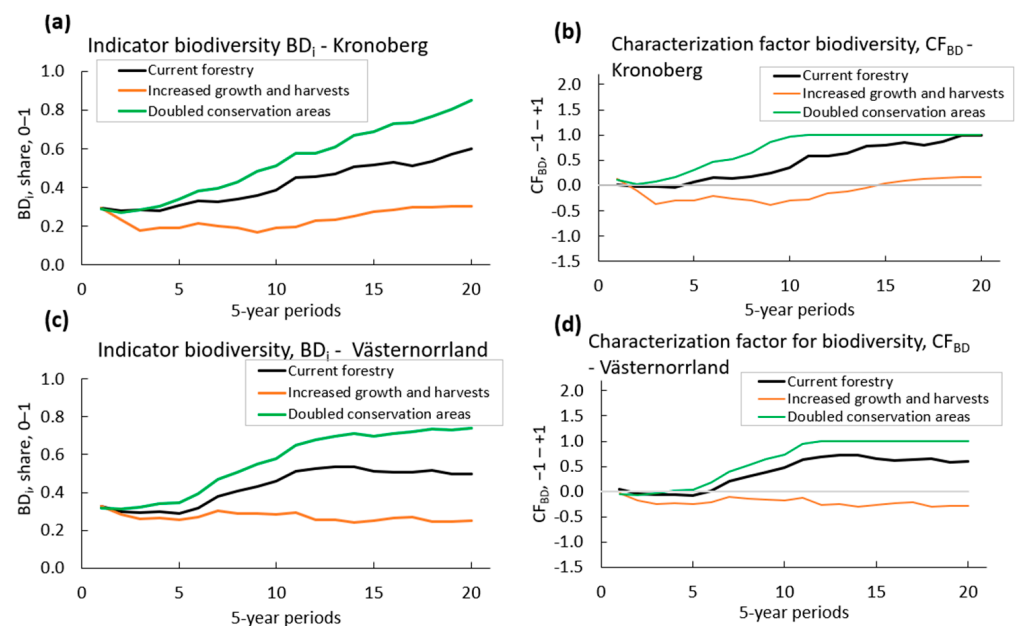 (a)
Indicator biodiversity BDi - Kronoberg
Current forestry
Increased growth and harvests
Doubled conservation areas
BDi, share, 0–1
1.0
0.8
0.6
0.4
0.2
0.0
0 5 10 15 20
5-year periods
(b)
Characterization factor biodiversity, CFBD -
Kronoberg
Current forestry
Increased growth and harvests
Doubled conservation areas
CFBD, −1 – +1
2.0
1.5
1.0
0.5
0.0
-0.5
-1.0
-1.5
0 5 10 15 20
5-year periods
(c)
Indicator biodiversity, BDi - Västernorrland
Current forestry
Increased growth and harvests
Doubled conservation areas
BDi, share, 0–1
1.0
0.8
0.6
0.4
0.2
0.0
0 5 10 15 20
5-year periods
(d)
Characterization factor for biodiversity, CFBD
- Västernorrland
Current forestry
Increased growth and harvests
Doubled conservation areas
CFBD, −1 – +1
2.0
1.5
1.0
0.5
0.0
-0.5
-1.0
-1.5
0 5 10 15 20
5-year periods